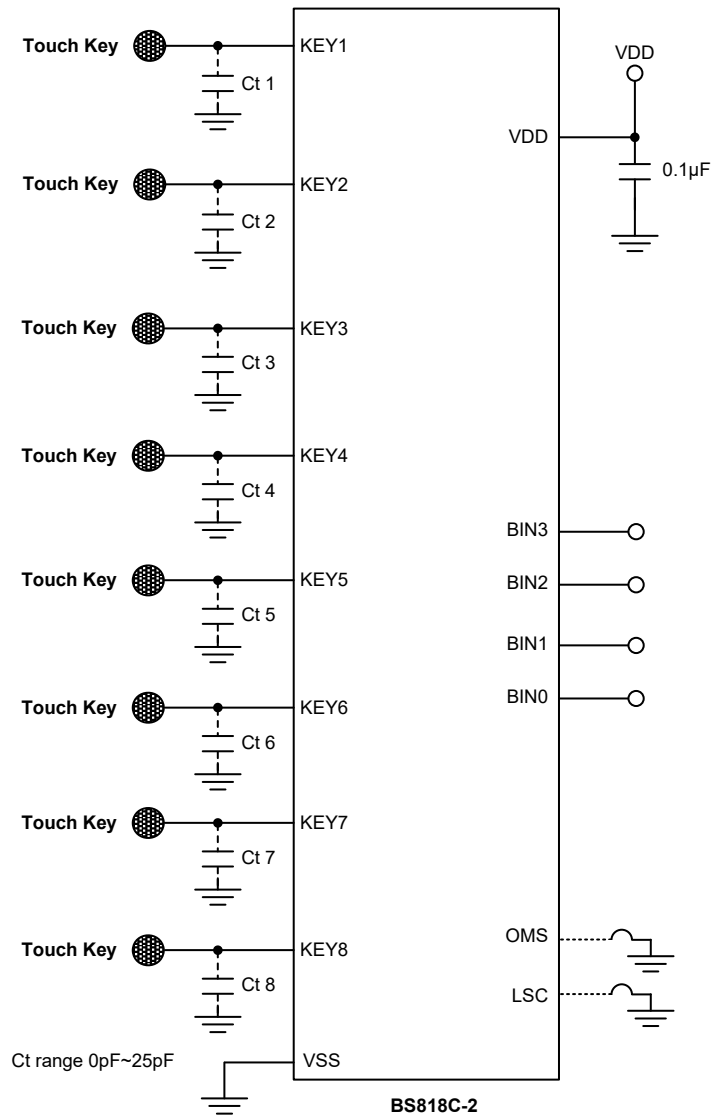 Touch Key KEY1
Ct 1
VDD
VDD
0.1µF
Touch Key KEY2
Ct 2
Touch Key KEY3
Ct 3
Touch Key KEY4
Ct 4
BIN3
Touch Key KEY5
BIN2
Ct 5
BIN1
Touch Key KEY6
BIN0
Ct 6
Touch Key KEY7
Ct 7
Touch Key KEY8
OMS
Ct 8
LSC
Ct range 0pF~25pF
VSS
BS818C-2